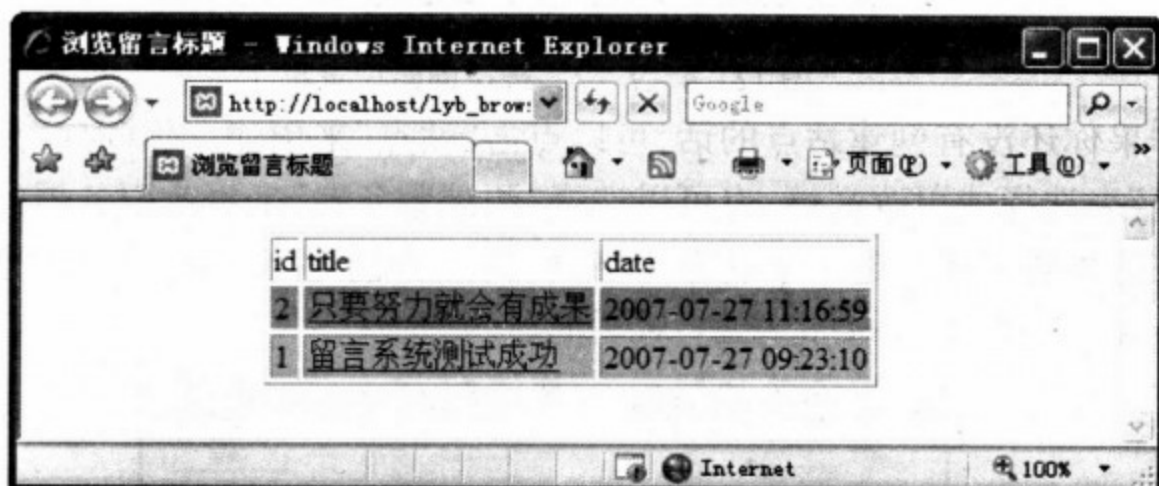 浏览留言标题 - Windows Internet Explorer
http://localhost/lyb_brow:
Google
浏览留言标题
页面(P)
工具(O)
id title date
2 只要努力就会有成果 2007-07-27 11:16:59
1 留言系统测试成功 2007-07-27 09:23:10
Internet
100%